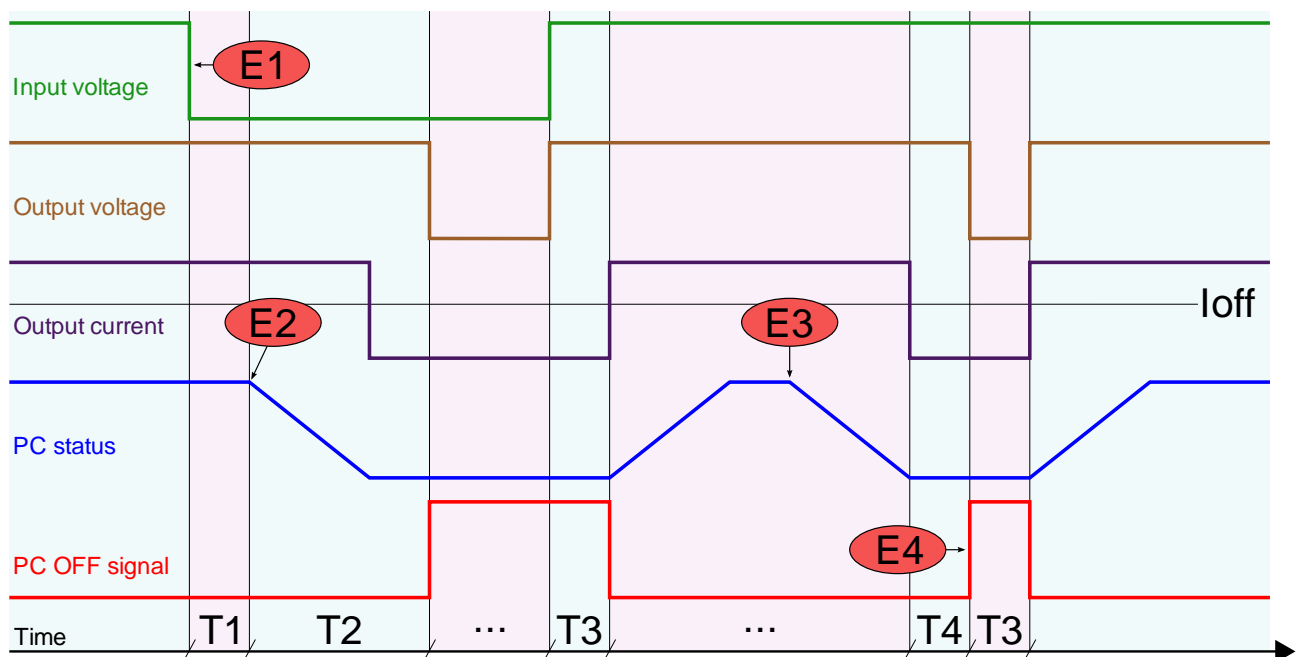 E1
Input voltage
Output voltage
Ioff
Output current
E2
E3
PC status
PC OFF signal
E4
Time
T1
T2
...
T3
...
T4
T3